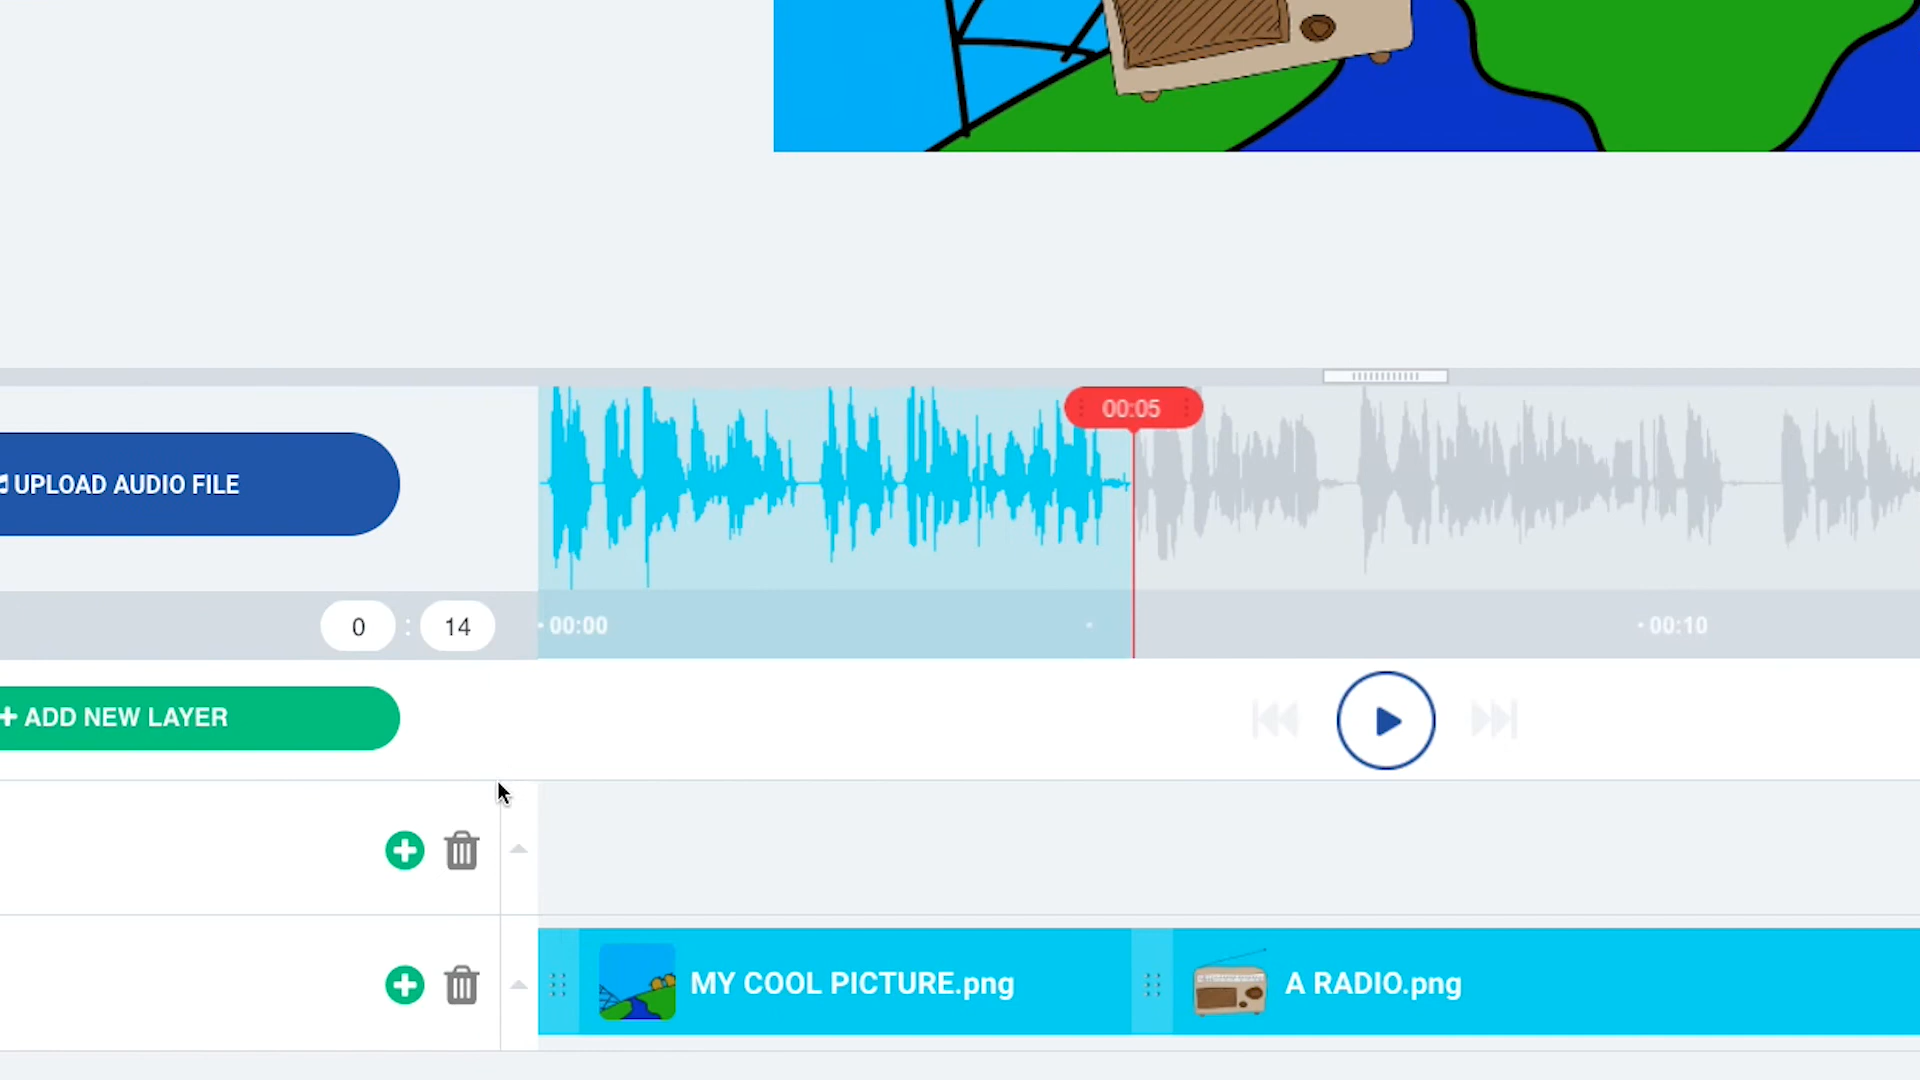 00:05
UPLOAD AUDIO FILE
0 : 14
00:00
00:10
ADD NEW LAYER
MY COOL PICTURE.png
A RADIO.png